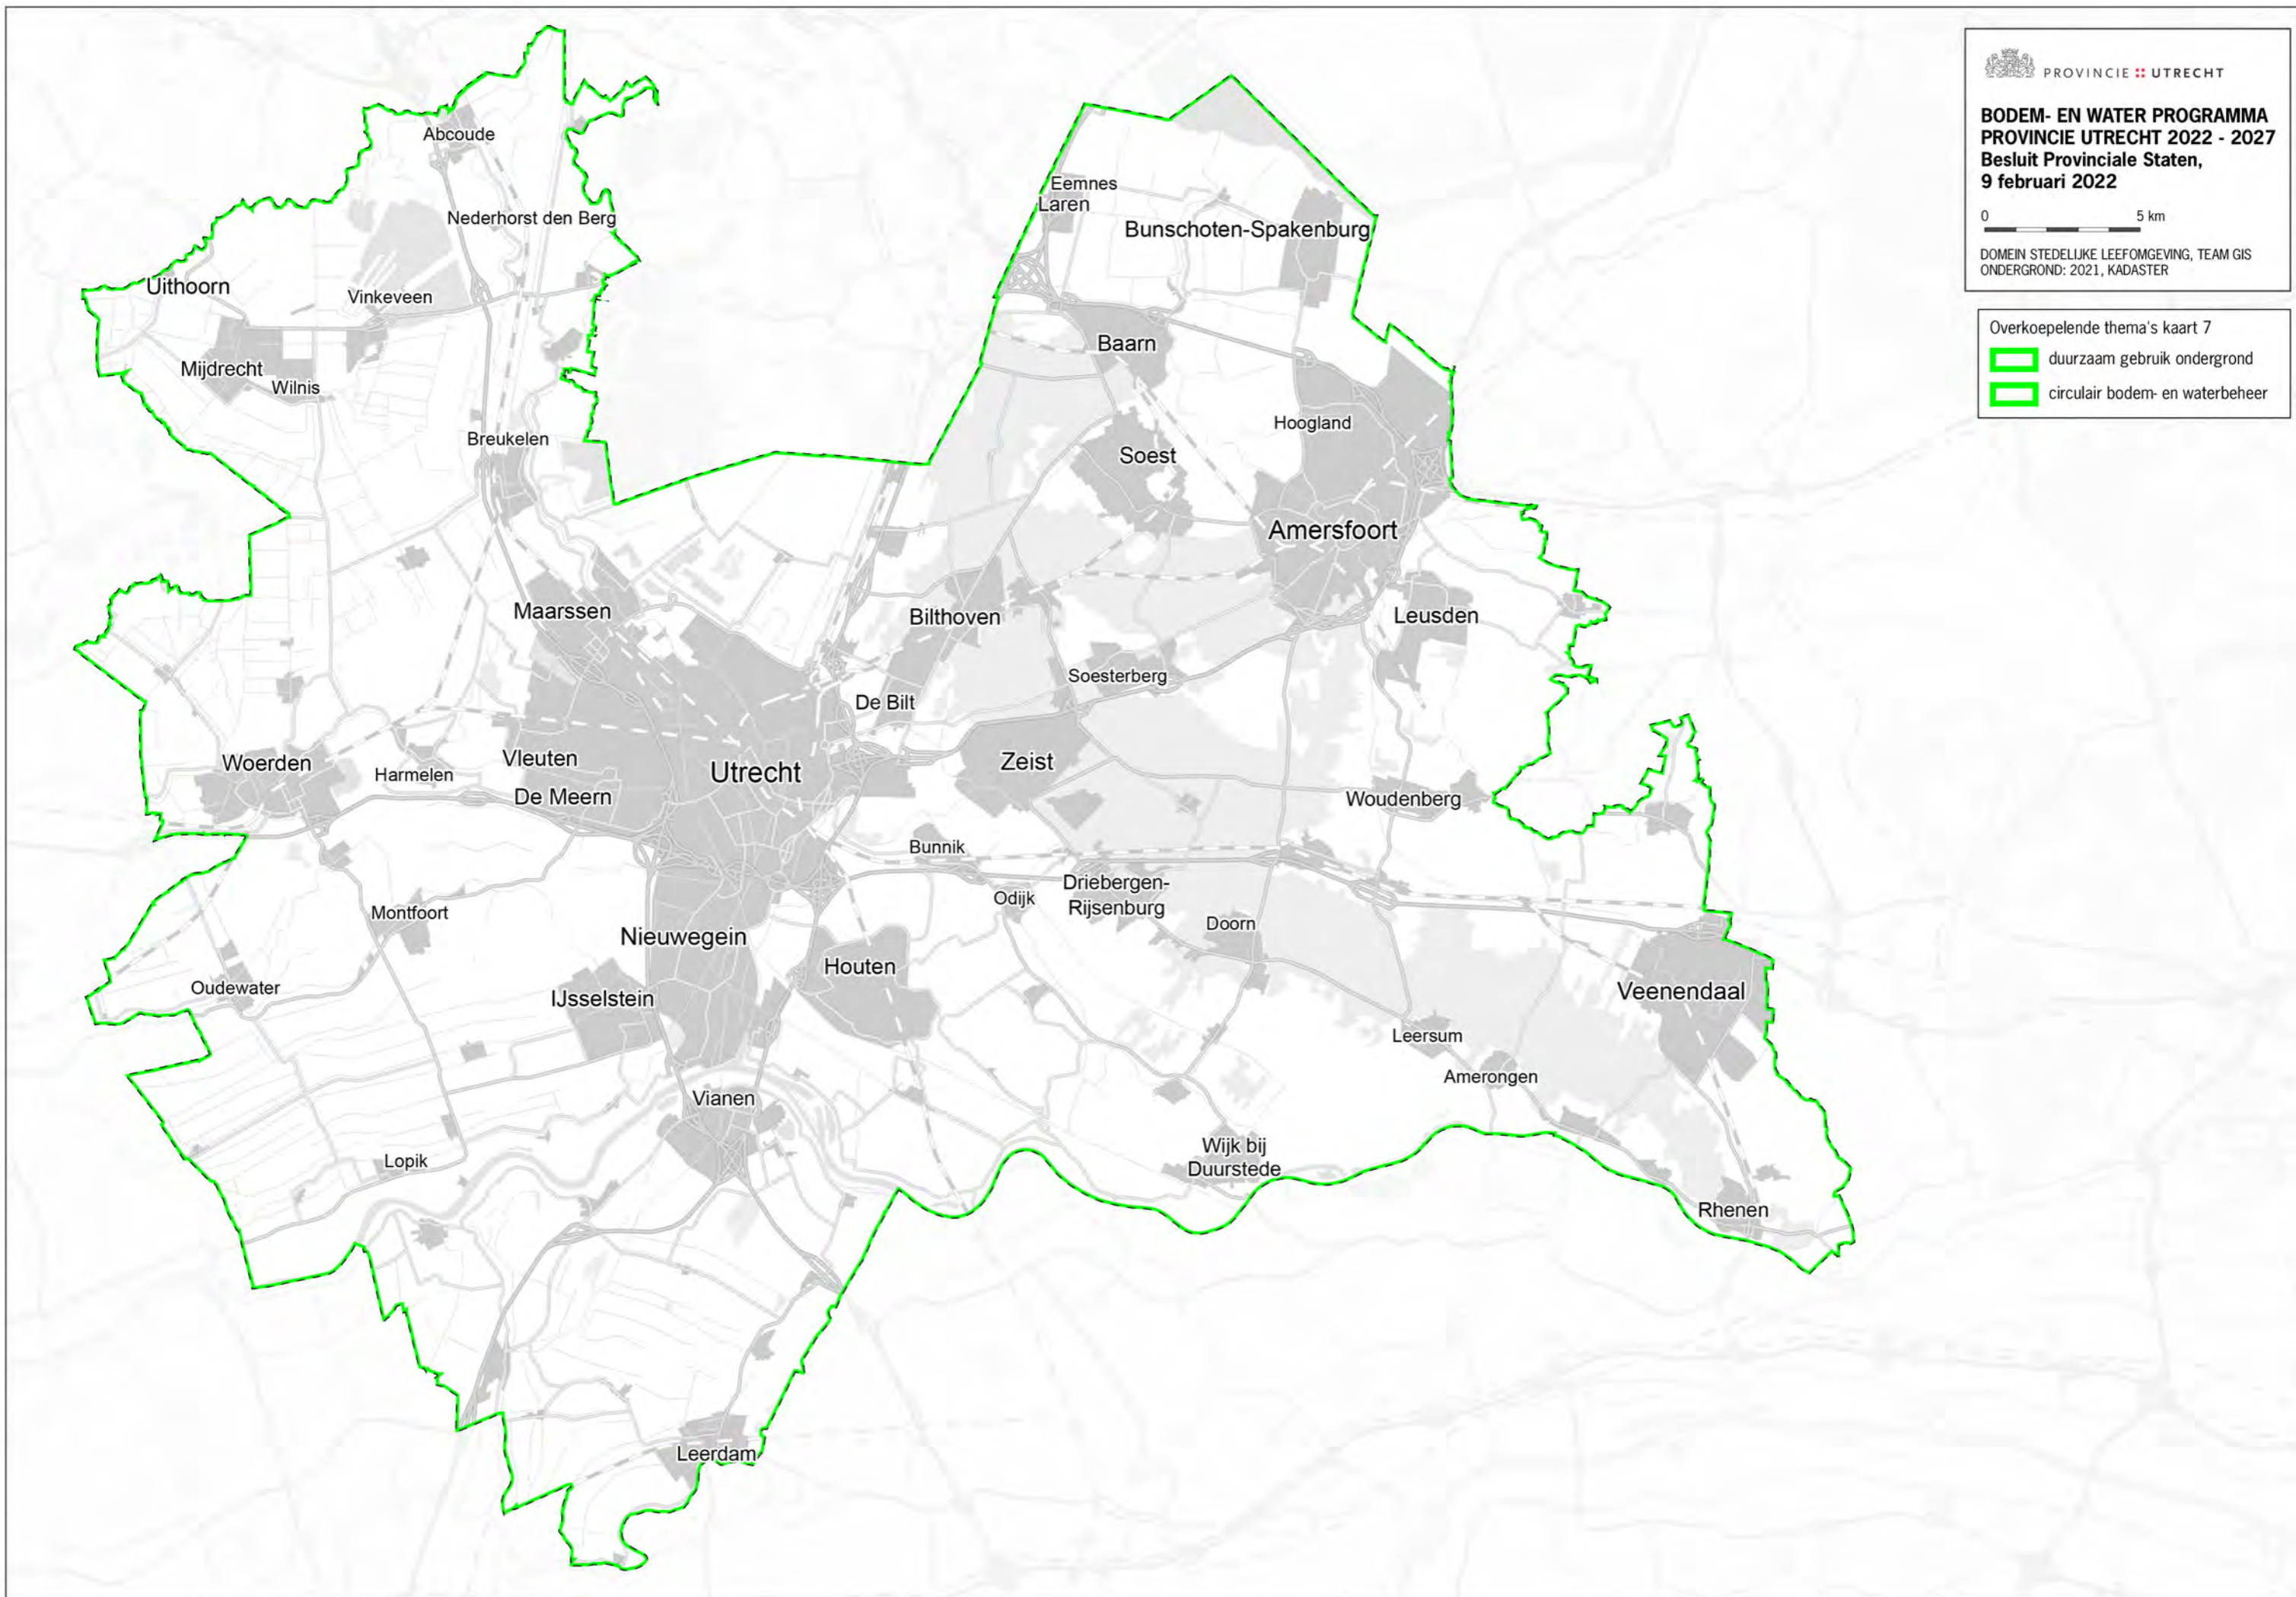 PROVINCIE UTRECHT
BODEM- EN WATER PROGRAMMA
PROVINCIE UTRECHT 2022 - 2027
Besluit Provinciale Staten,
9 februari 2022
0 5 km
DOMEIN STEDELIJKE LEEFOMGEVING, TEAM GIS
ONDERGROND: 2021, KADASTER
Overkoepelende thema's kaart 7
duurzaam gebruik ondergrond
circulair bodem- en waterbeheer
Abcoude
Eemnes
Laren
Nederhorst den Berg
Bunschoten-Spakenburg
Uithoorn
Vinkeveen
Baarn
Mijdrecht
Wilnis
Hoogland
Breukelen
Soest
Amersfoort
Maarssen
Bilthoven
Leusden
Soesterberg
De Bilt
Woerden
Vleuten
Zeist
Harmelen
Utrecht
De Meern
Woudenberg
Bunnik
Driebergen-
Rijsenburg
Odijk
Montfoort
Doorn
Nieuwegein
Houten
Oudewater
IJsselstein
Veenendaal
Leersum
Amerongen
Vianen
Wijk bij
Duurstede
Lopik
Rhenen
Leerdam